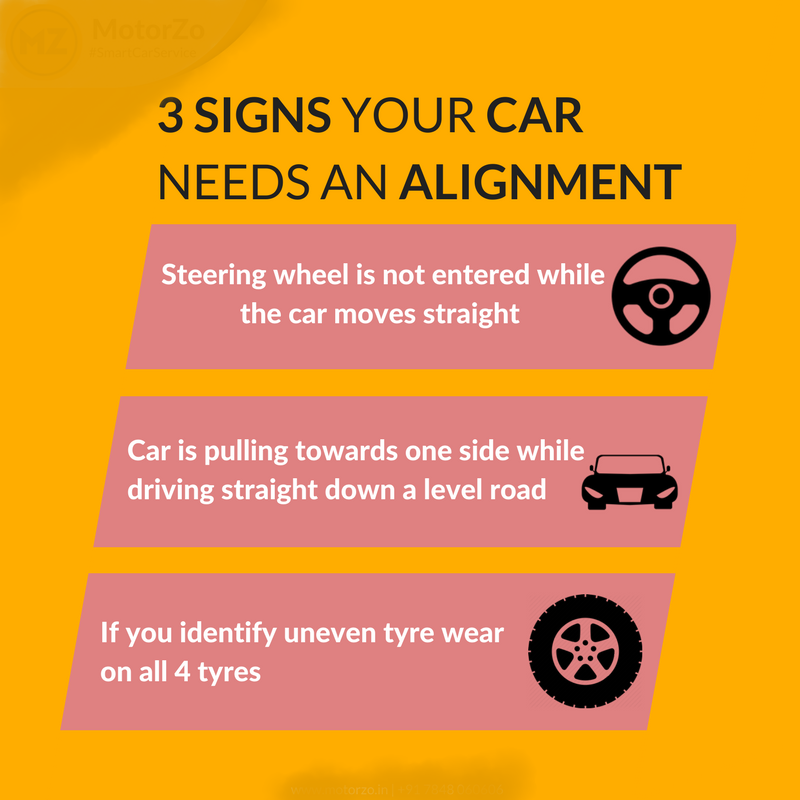 MZ
MotorZo
#SmartCarService
3 SIGNS YOUR CAR
NEEDS AN ALIGNMENT
Steering wheel is not entered while
the car moves straight
Car is pulling towards one side while
driving straight down a level road
If you identify uneven tyre wear
on all 4 tyres